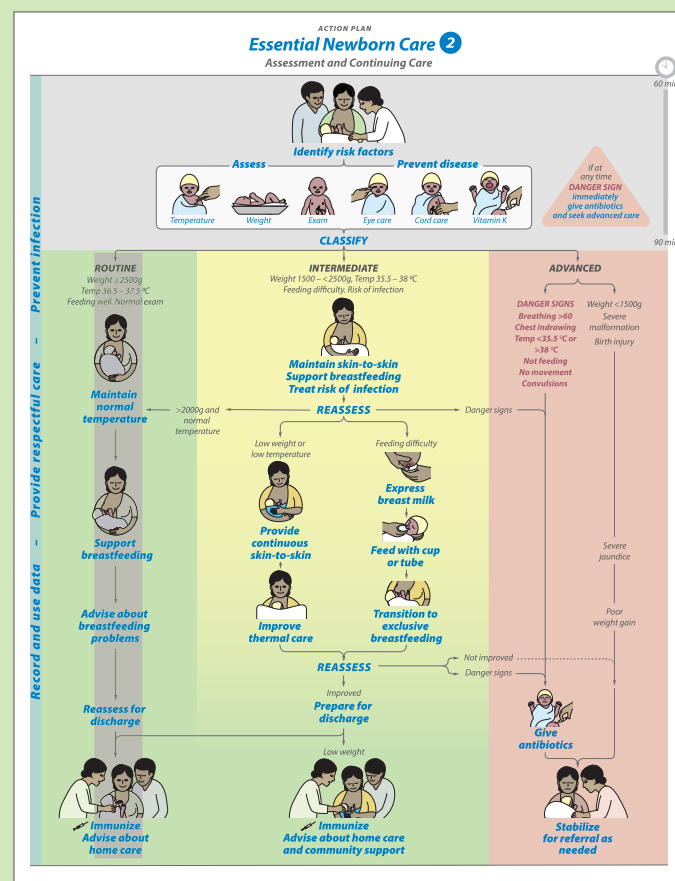 ACTION PLAN
Essential Newborn Care 2
Assessment and Continuing Care
60 min
Identify risk factors
Assess
Prevent disease
Temperature
Weight
Exam
Eye care
Cord care
Vitamin K
If at
any time
DANGER SIGN
immediately
give antibiotics
and seek advanced care
CLASSIFY
90 min
Prevent infection
–
Provide respectful care
–
Record and use data
ROUTINE
Weight ≥2500g
Temp 36.5 – 37.5 ºC
Feeding well. Normal exam
INTERMEDIATE
Weight 1500 – <2500g, Temp 35.5 – 38 ºC
Feeding difficulty. Risk of infection
ADVANCED
DANGER SIGNS
Breathing >60
Chest indrawing
Temp <35.5 ºC or
>38 ºC
Not feeding
No movement
Convulsions
Weight <1500g
Severe
malformation
Birth injury
Maintain skin-to-skin
Support breastfeeding
Treat risk of infection
Maintain
normal
temperature
>2000g and
normal
temperature
REASSESS
Danger signs
Low weight or
low temperature
Feeding difficulty
Express
breast milk
Support
breastfeeding
Provide
continuous
skin-to-skin
Feed with cup
or tube
Severe
jaundice
Advise about
breastfeeding
problems
Improve
thermal care
Transition to
exclusive
breastfeeding
Poor
weight gain
REASSESS
Not improved
Danger signs
Improved
Prepare for
discharge
Reassess for
discharge
Give
antibiotics
Low weight
Immunize
Advise about
home care
Immunize
Advise about home care
and community support
Stabilize
for referral as
needed